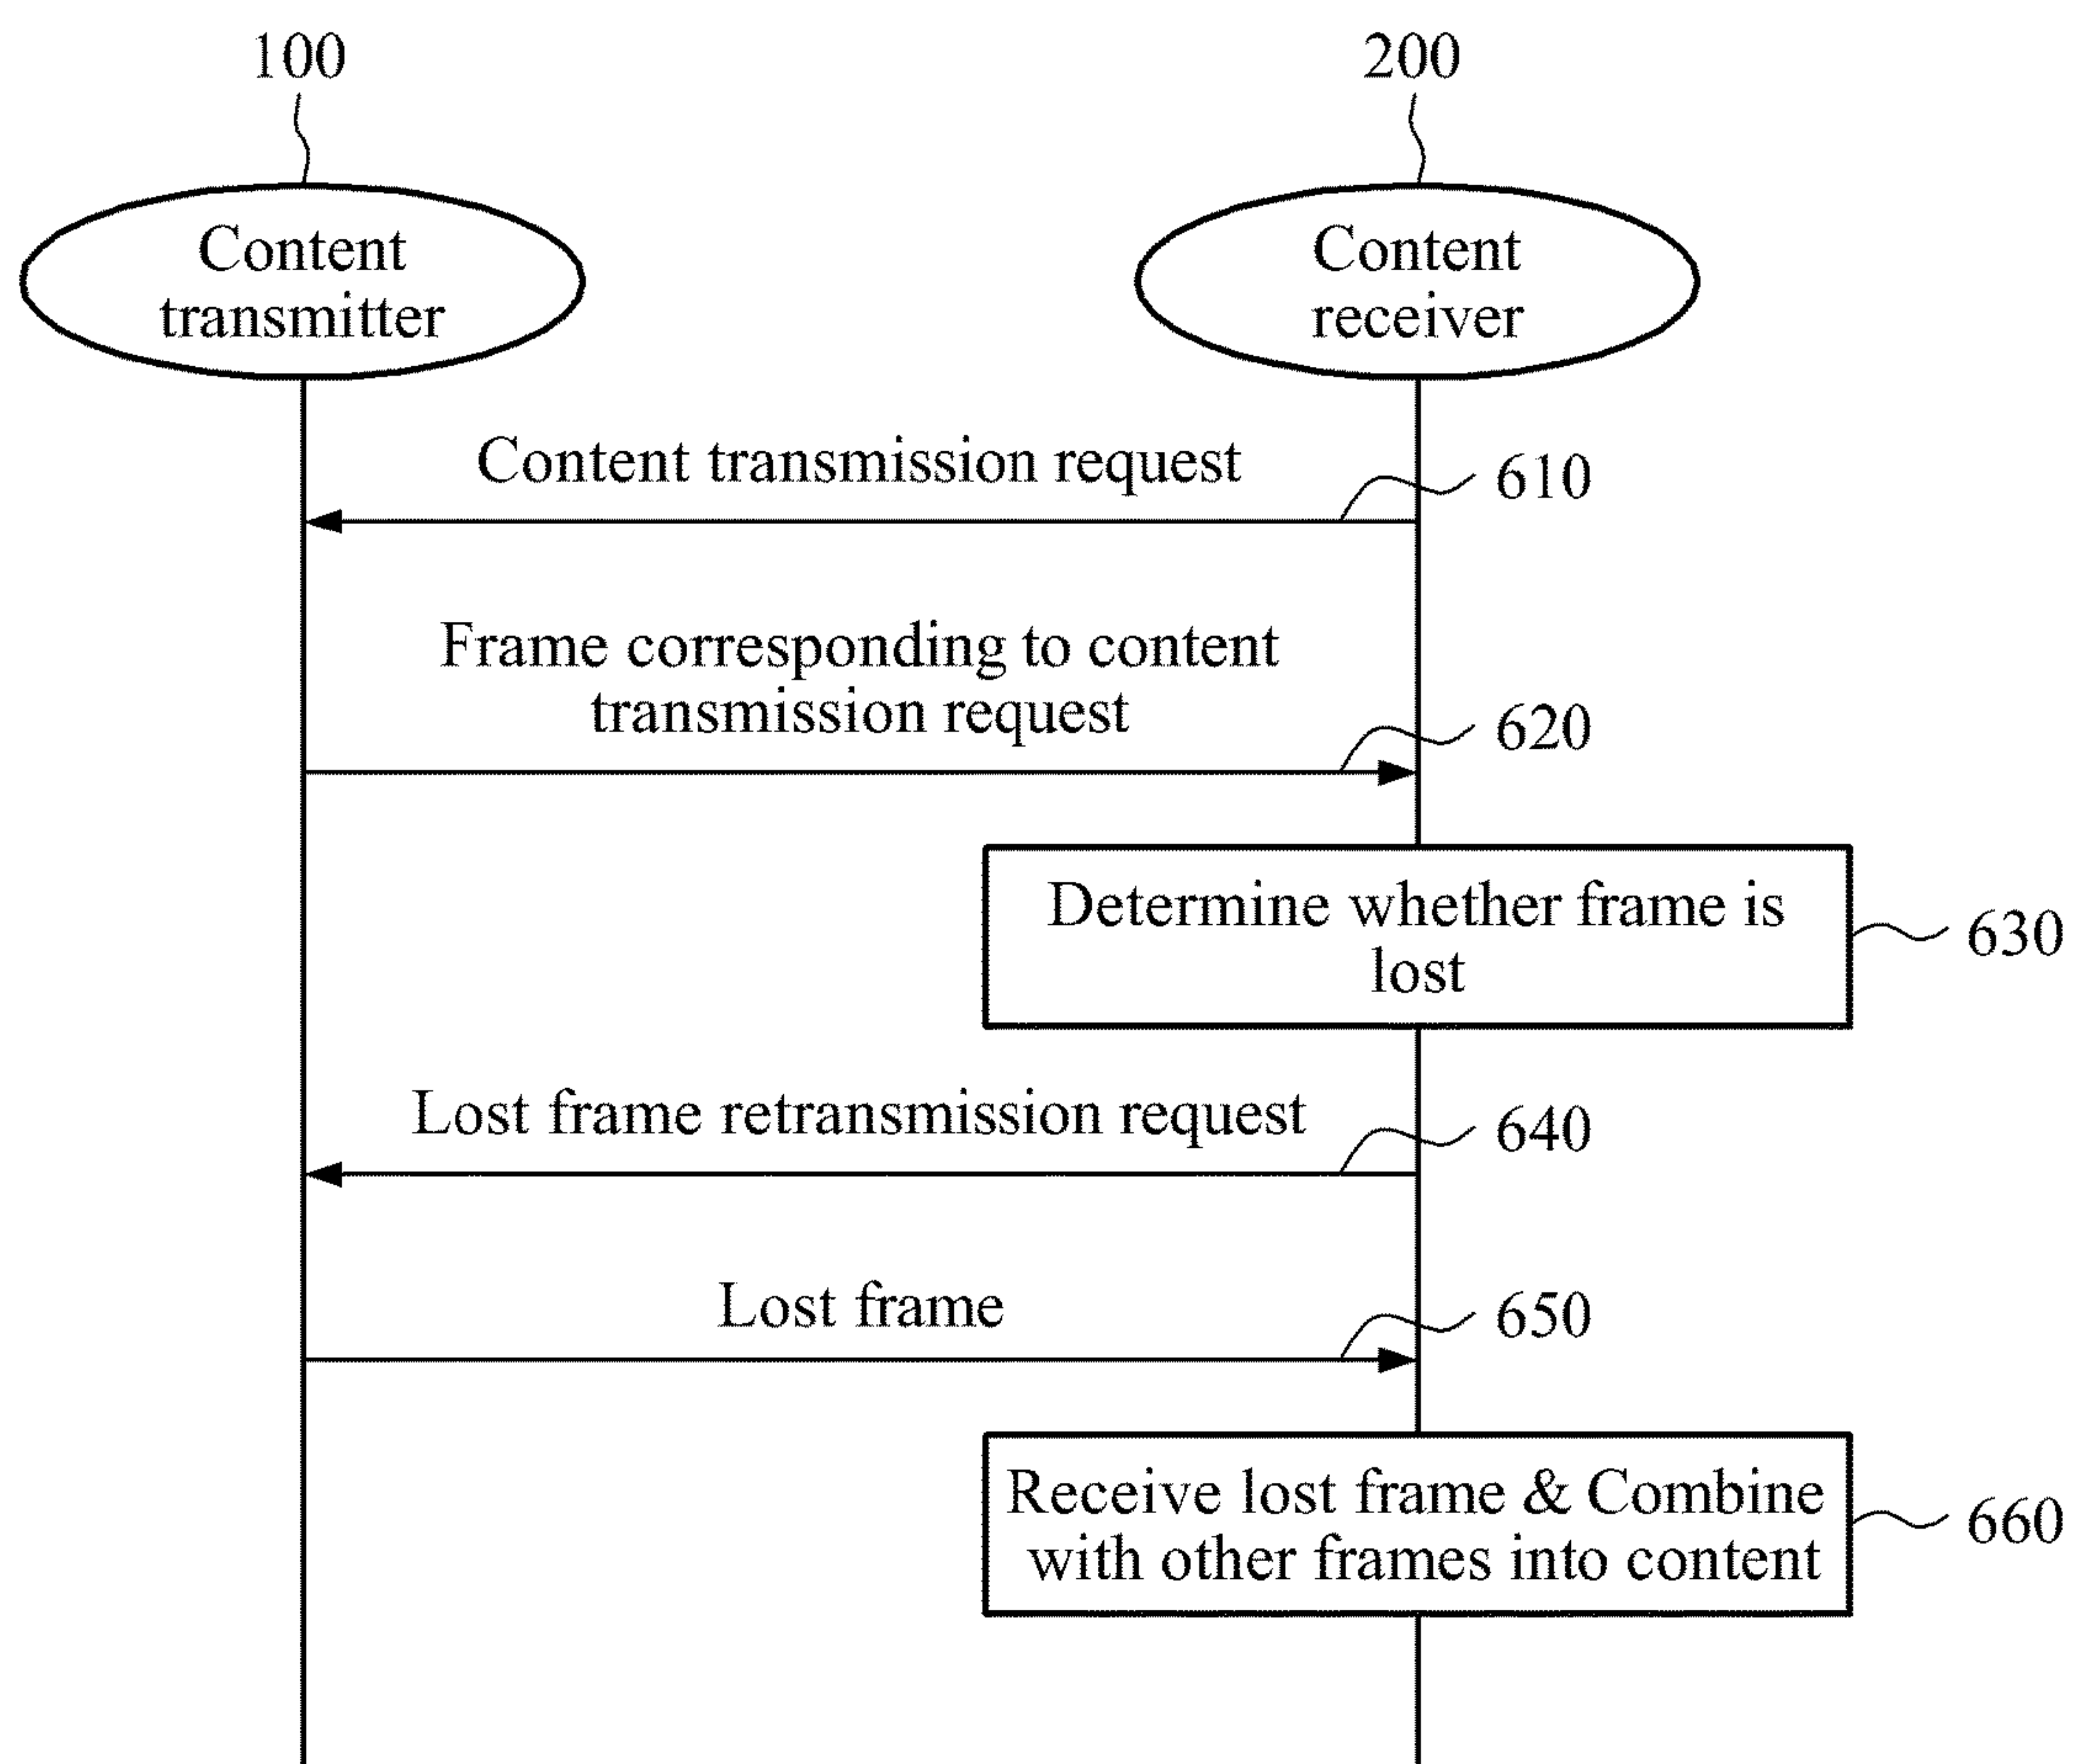 100
200
Content
transmitter
Content
receiver
Content transmission request
610
Frame corresponding to content
transmission request
620
Determine whether frame is
lost
630
Lost frame retransmission request
640
Lost frame
650
Receive lost frame & Combine
with other frames into content
660